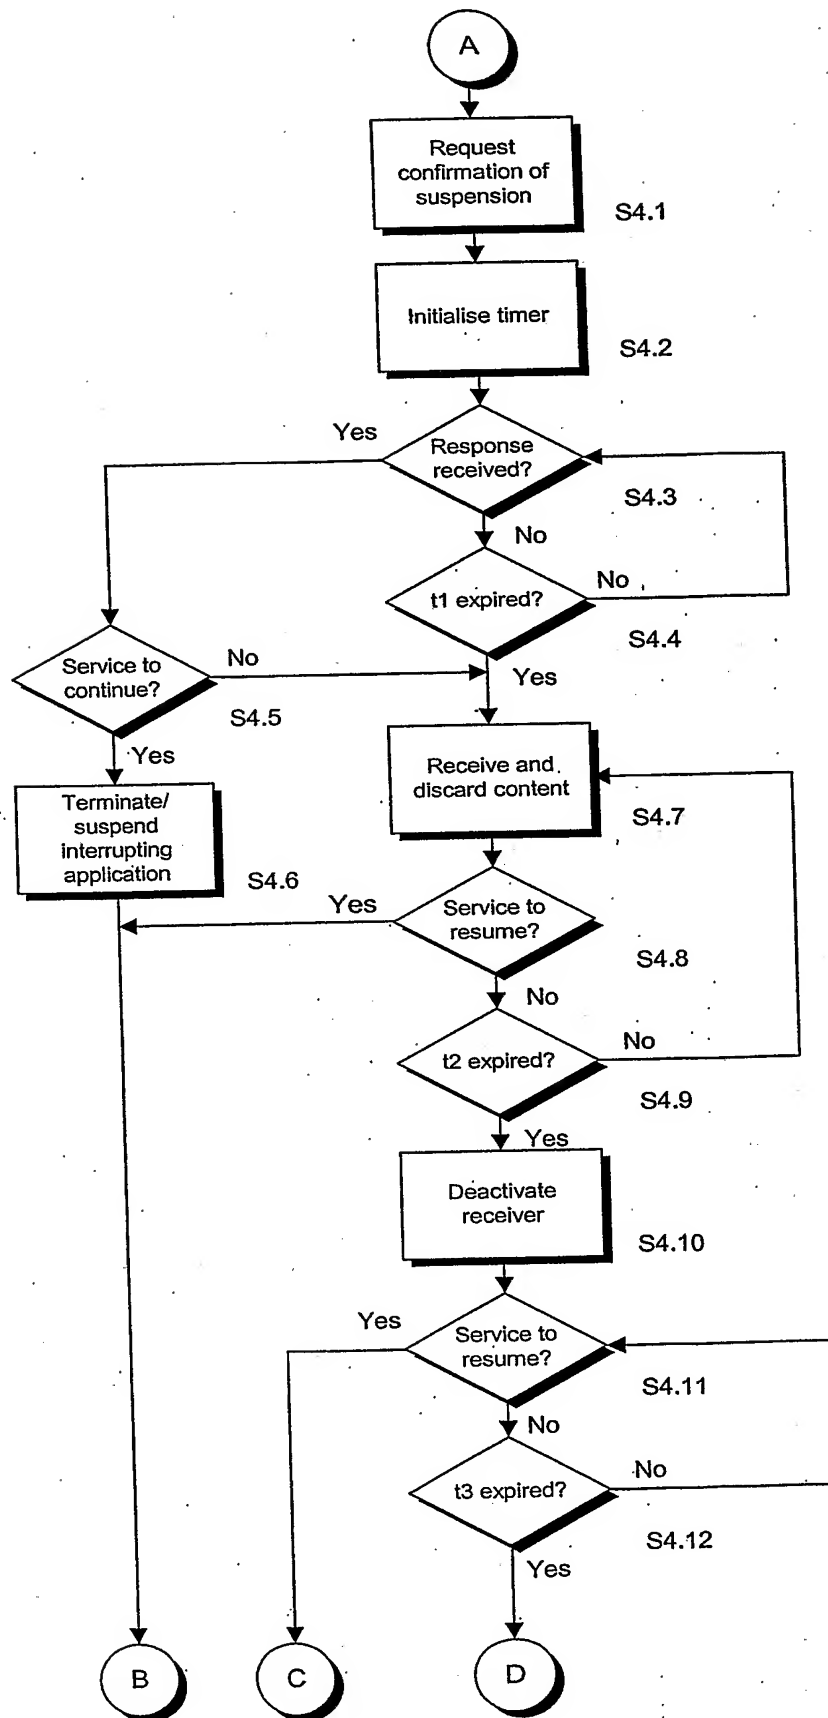 A
Request
confirmation of
suspension
S4.1
Initialise timer
S4.2
Yes
Response
received?
S4.3
No
t1 expired?
No
S4.4
Yes
Service to
continue?
No
S4.5
Yes
Terminate/
suspend
interrupting
application
S4.6
Receive and
discard content
S4.7
Yes
Service to
resume?
S4.8
No
t2 expired?
No
S4.9
Yes
Deactivate
receiver
S4.10
Yes
Service to
resume?
S4.11
No
t3 expired?
No
S4.12
Yes
B
C
D